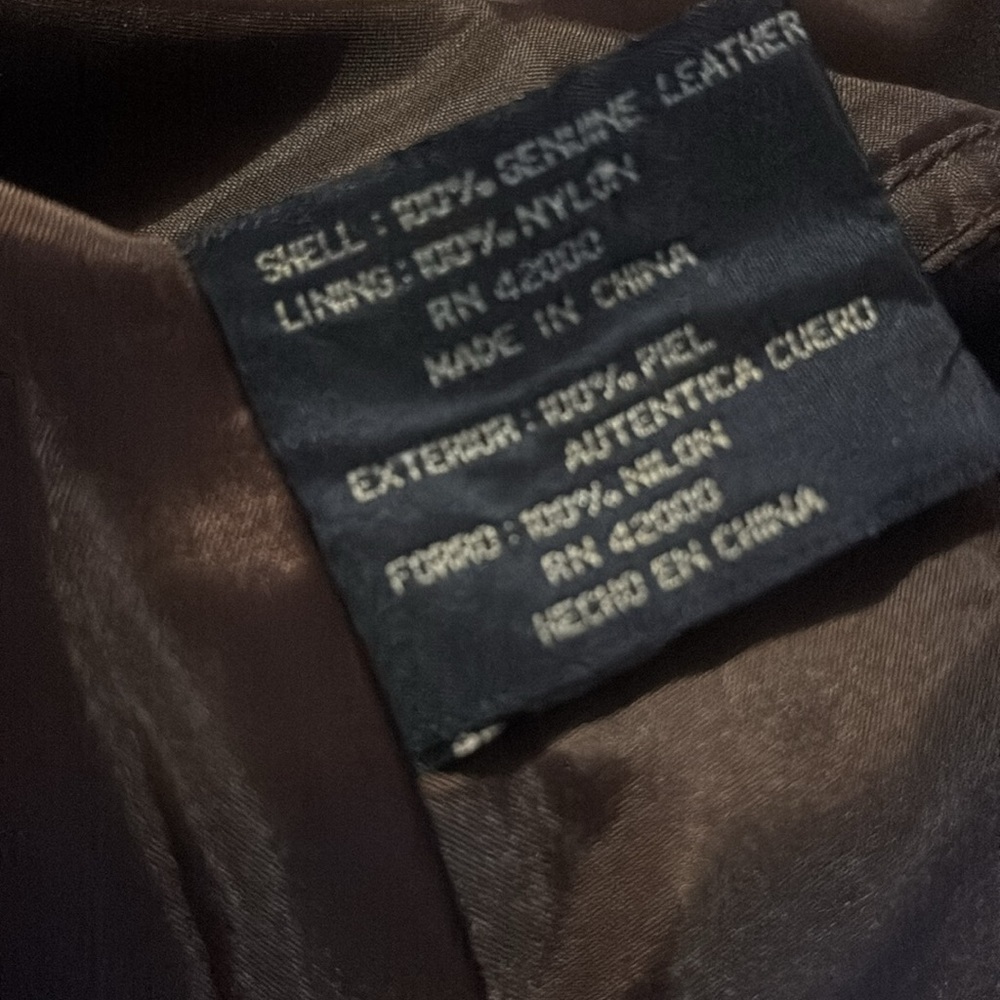 SHELL : 100% GENUINE LEATHER
LINING : 100% NYLON
RN 42000
MADE IN CHINA
EXTERIOR : 100% PIEL
AUTENTICA CUERO
FORRO : 100% NILON
RN 42000
HECHO EN CHINA